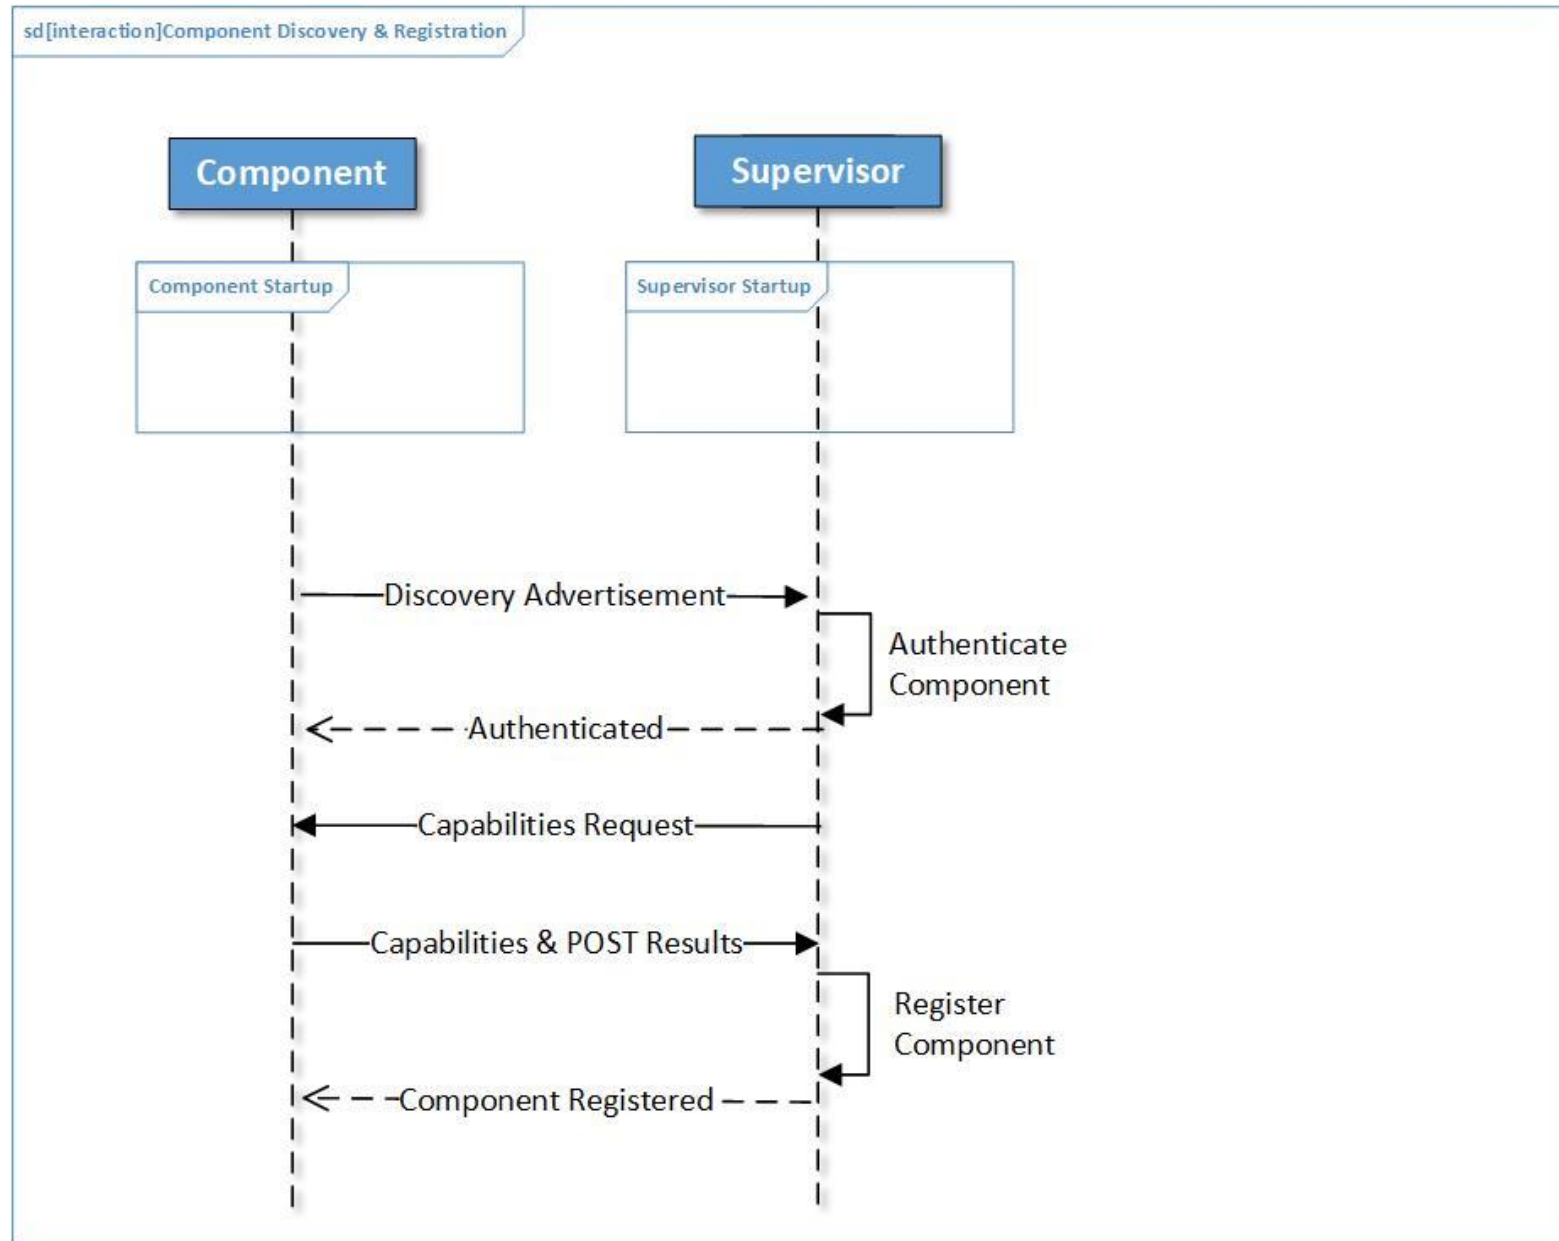 sd[interaction]Component Discovery & Registration
Component
Supervisor
Component Startup
Supervisor Startup
Discovery Advertisement
Authenticate
Component
Authenticated
Capabilities Request
Capabilities & POST Results
Register
Component
Component Registered